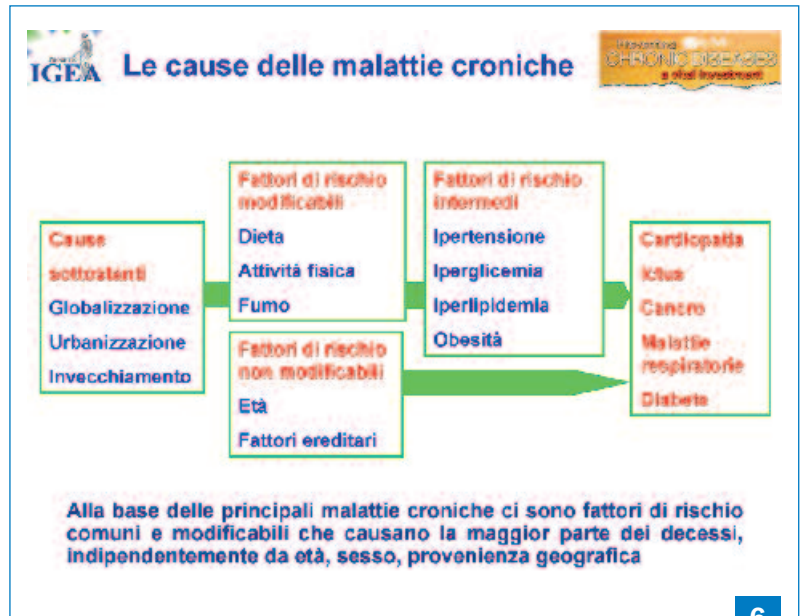 IGEA
Le cause delle malattie croniche
CHRONIC DISEASES
a vital investment
Cause
sottostanti
Globalizzazione
Urbanizzazione
Invecchiamento
Fattori di rischio
modificabili
Dieta
Attività fisica
Fumo
Fattori di rischio
non modificabili
Età
Fattori ereditari
Fattori di rischio
intermedi
Ipertensione
Iperglicemia
Iperlipidemia
Obesità
Cardiopatia
Ictus
Cancro
Malattie
respiratorie
Diabete
Alla base delle principali malattie croniche ci sono fattori di rischio
comuni e modificabili che causano la maggior parte dei decessi,
indipendentemente da età, sesso, provenienza geografica
6